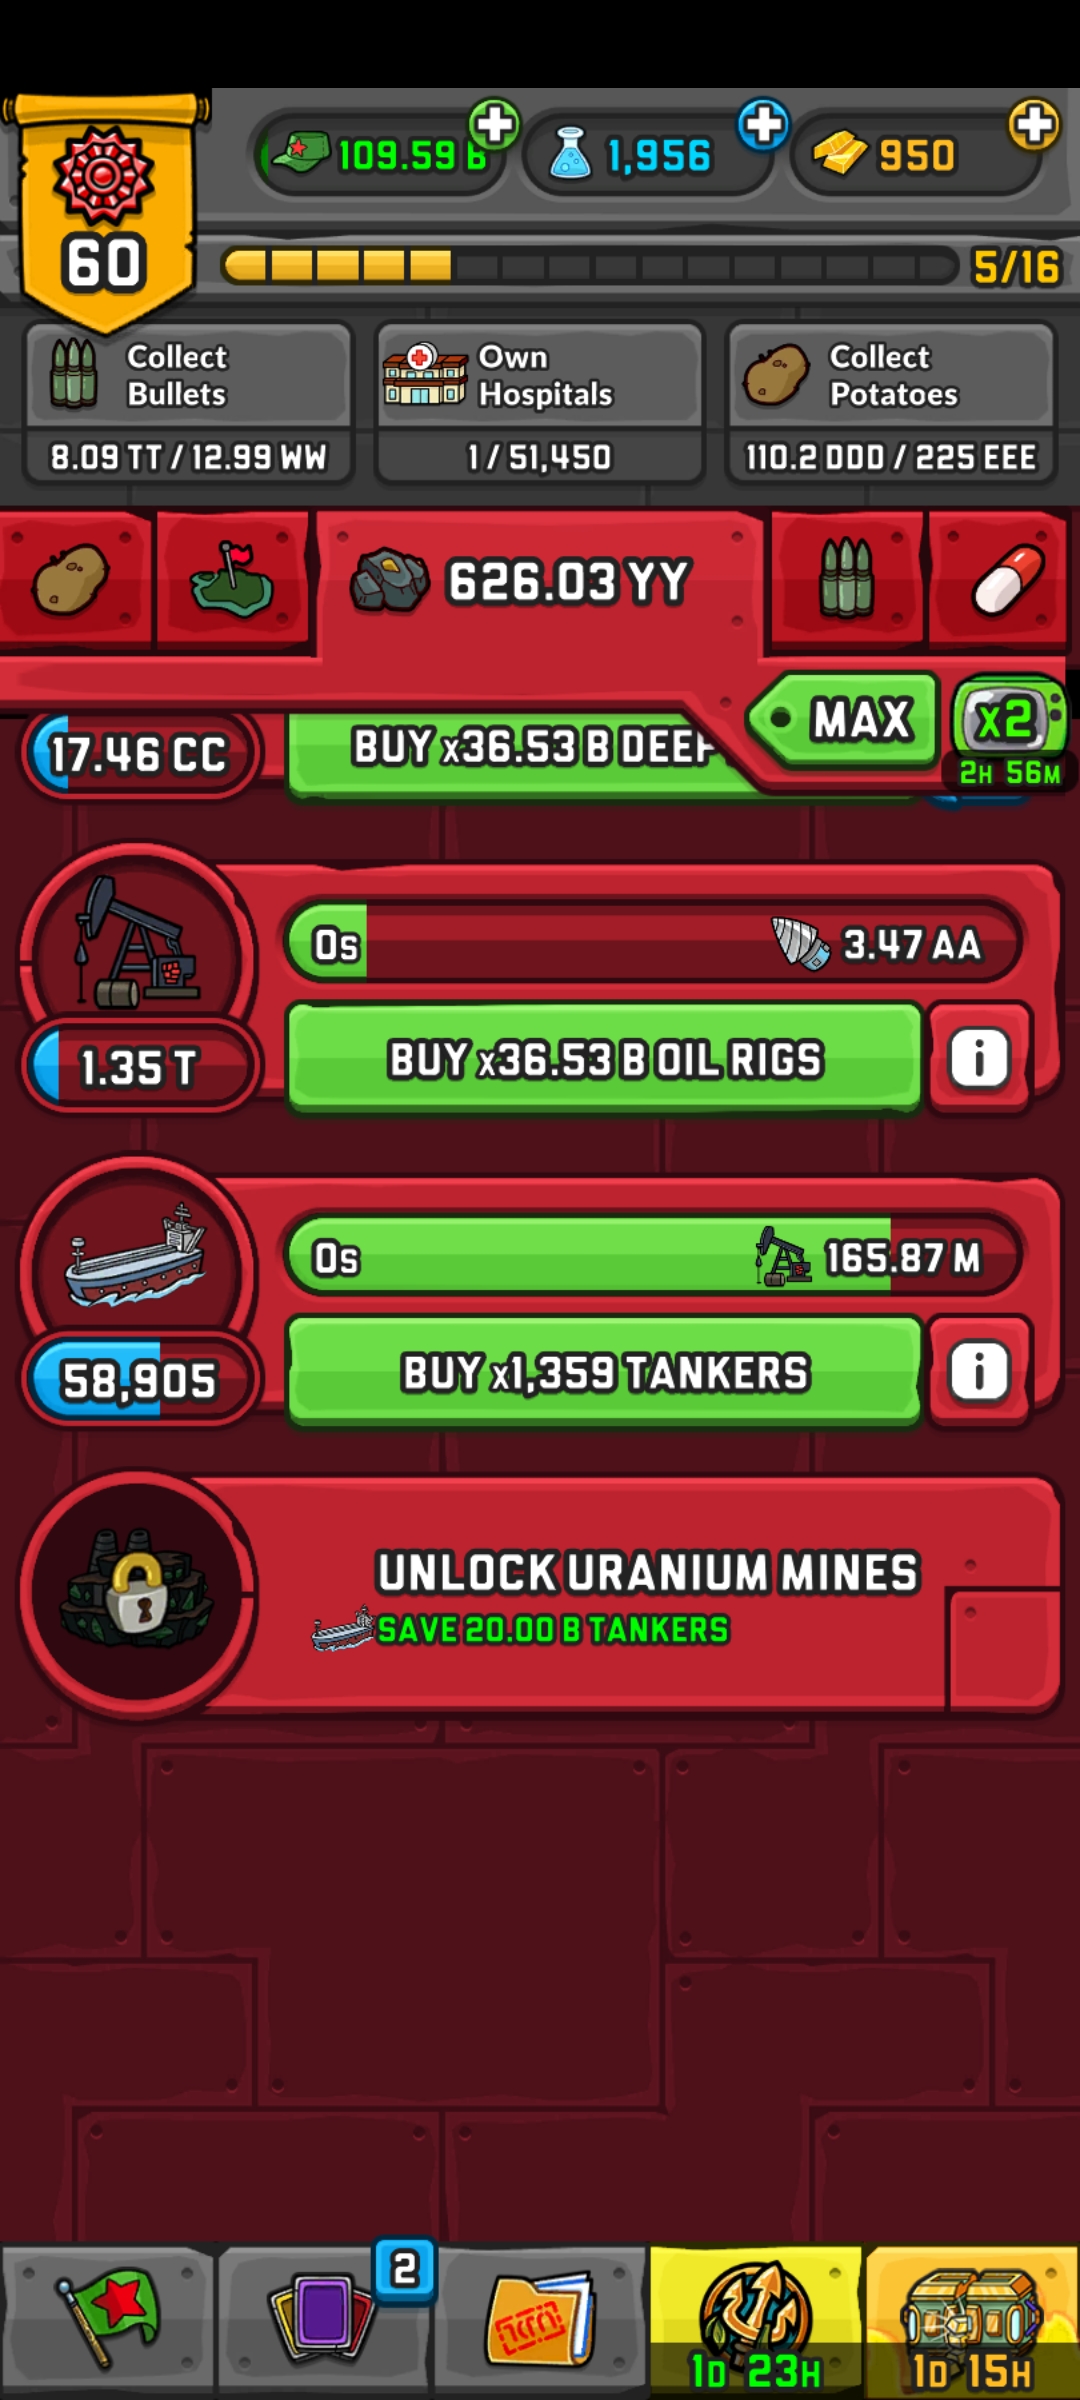 109.59 B
1,956
950
60
5/16
Collect
Bullets
8.09 TT / 12.99 WW
Own
Hospitals
1 / 51,450
Collect
Potatoes
110.2 DDD / 225 EEE
626.03 YY
MAX
x2
2H 56M
17.46 CC
BUY x36.53 B DEEP
0s
3.47 AA
1.35 T
BUY x36.53 B OIL RIGS
i
0s
165.87 M
58,905
BUY x1,359 TANKERS
i
UNLOCK URANIUM MINES
SAVE 20.00 B TANKERS
2
1D 23H
1D 15H